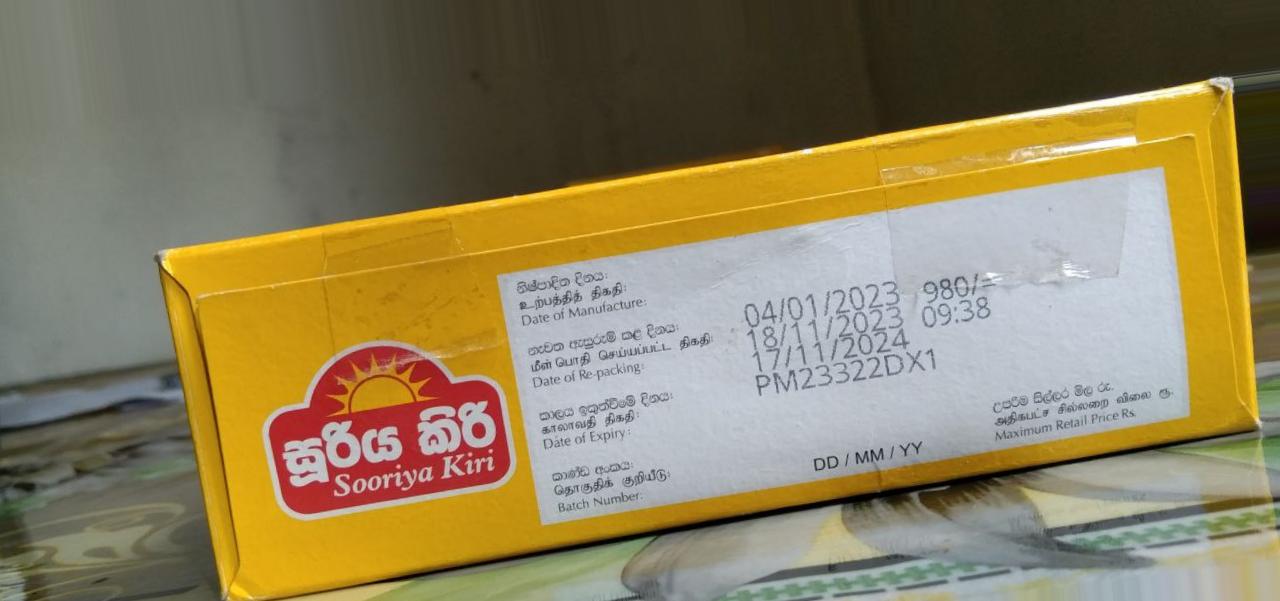 සූරිය කිරි
Sooriya Kiri
නිෂ්පාදිත දිනය:
உற்பத்தித் திகதி:
Date of Manufacture:
නැවත ඇසුරුම් කළ දිනය:
மீள் பொதி செய்யப்பட்ட திகதி:
Date of Re-packing:
කාලය ඉකුත්වීමේ දිනය:
காலாவதி திகதி:
Date of Expiry:
කාණ්ඩ අංකය:
தொகுதிக் குறியீடு:
Batch Number:
04/01/2023 980/=
18/11/2023 09:38
17/11/2024
PM23322DX1
DD / MM / YY
උපරිම සිල්ලර මිල රු.
அதிகபட்ச சில்லறை விலை ரூ.
Maximum Retail Price Rs.